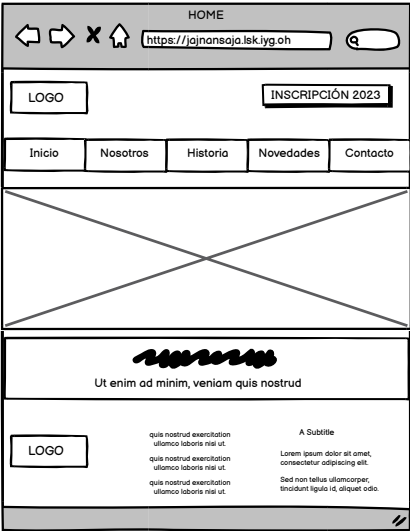 HOME
https://jajnansaja.lsk.iyg.oh
LOGO
INSCRIPCIÓN 2023
Inicio
Nosotros
Historia
Novedades
Contacto
Ut enim ad minim, veniam quis nostrud
LOGO
quis nostrud exercitation
ullamco laboris nisi ut.
quis nostrud exercitation
ullamco laboris nisi ut.
quis nostrud exercitation
ullamco laboris nisi ut.
A Subtitle
Lorem ipsum dolor sit amet,
consectetur adipiscing elit.
Sed non tellus ullamcorper,
tincidunt ligula id, aliquet odio.